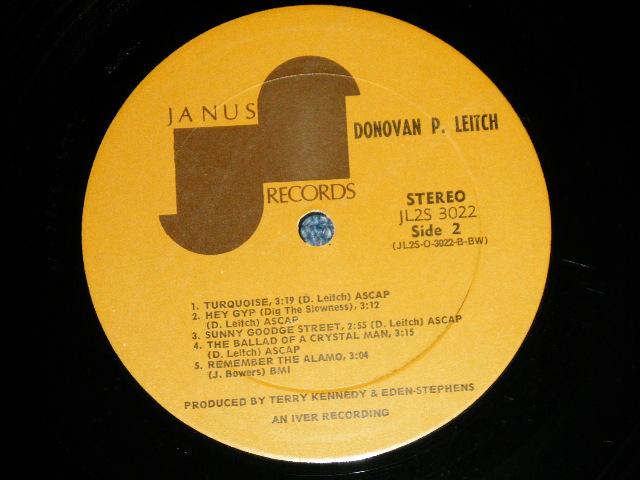 JANUS
RECORDS
DONOVAN P. LEITCH
STEREO
JL2S 3022
Side 2
(JL2S-O-3022-B-BW)
1. TURQUOISE, 3:19 (D. Leitch) ASCAP
2. HEY GYP (Dig The Slowness), 3:12
(D. Leitch) ASCAP
3. SUNNY GOODGE STREET, 2:55 (D. Leitch) ASCAP
4. THE BALLAD OF A CRYSTAL MAN, 3:15
(D. Leitch) ASCAP
5. REMEMBER THE ALAMO, 3:04
(J. Bowers) BMI
PRODUCED BY TERRY KENNEDY & EDEN-STEPHENS
AN IVER RECORDING